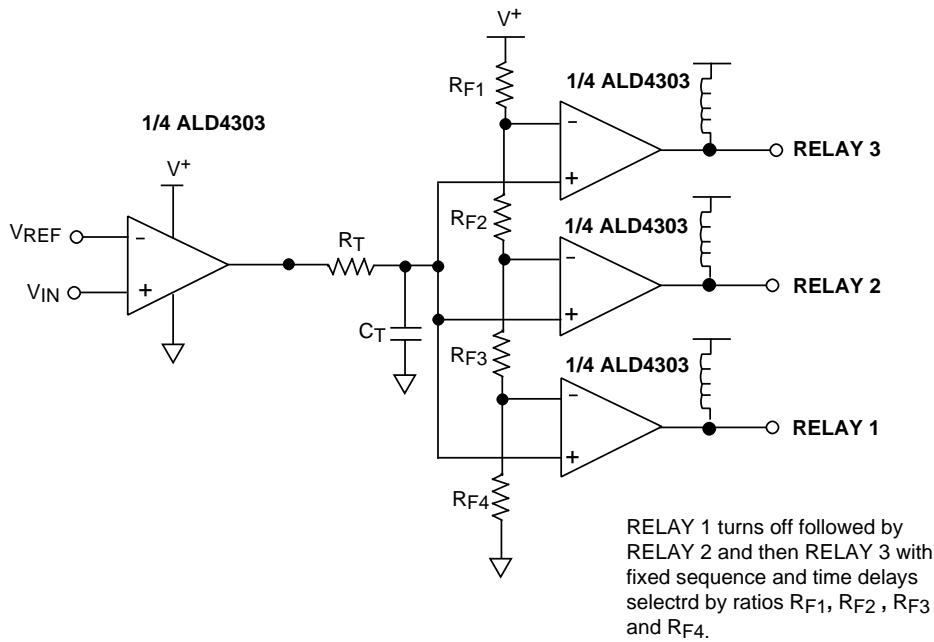 V+
RF1
1/4 ALD4303
1/4 ALD4303
V+
-
RELAY 3
+
VREF
-
RT
RF2
1/4 ALD4303
-
VIN
+
RELAY 2
CT
+
RF3
1/4 ALD4303
-
RELAY 1
+
RF4
RELAY 1 turns off followed by
RELAY 2 and then RELAY 3 with
fixed sequence and time delays
selectrd by ratios RF1, RF2 , RF3
and RF4.